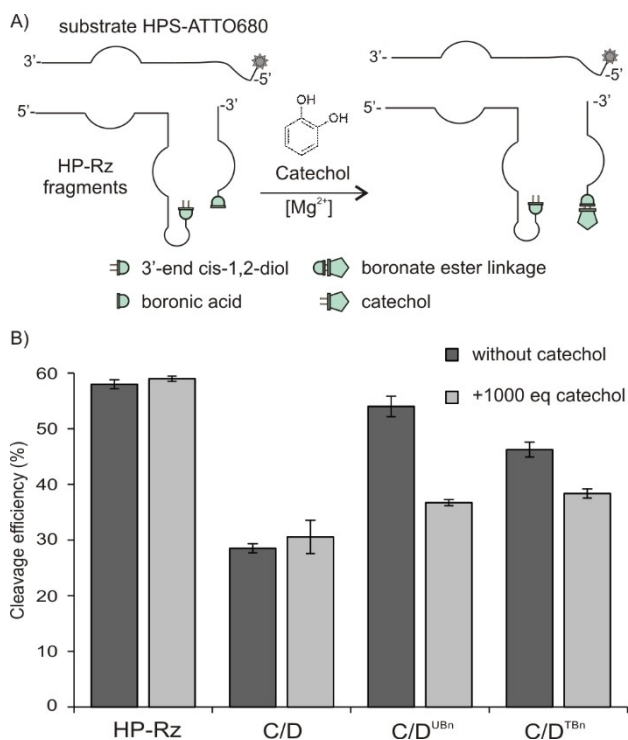 A)
substrate HPS-ATTO680
3'-
-5'
5'-
-3'
HP-Rz
fragments
OH
OH
Catechol
[Mg²⁺]
3'-
-5'
5'-
-3'
3'-end cis-1,2-diol
boronate ester linkage
boronic acid
catechol
B)
without catechol
+1000 eq catechol
Cleavage efficiency (%)
60
50
40
30
20
10
0
HP-Rz
C/D
C/Dᵁᴮⁿ
C/Dᵀᴮⁿ